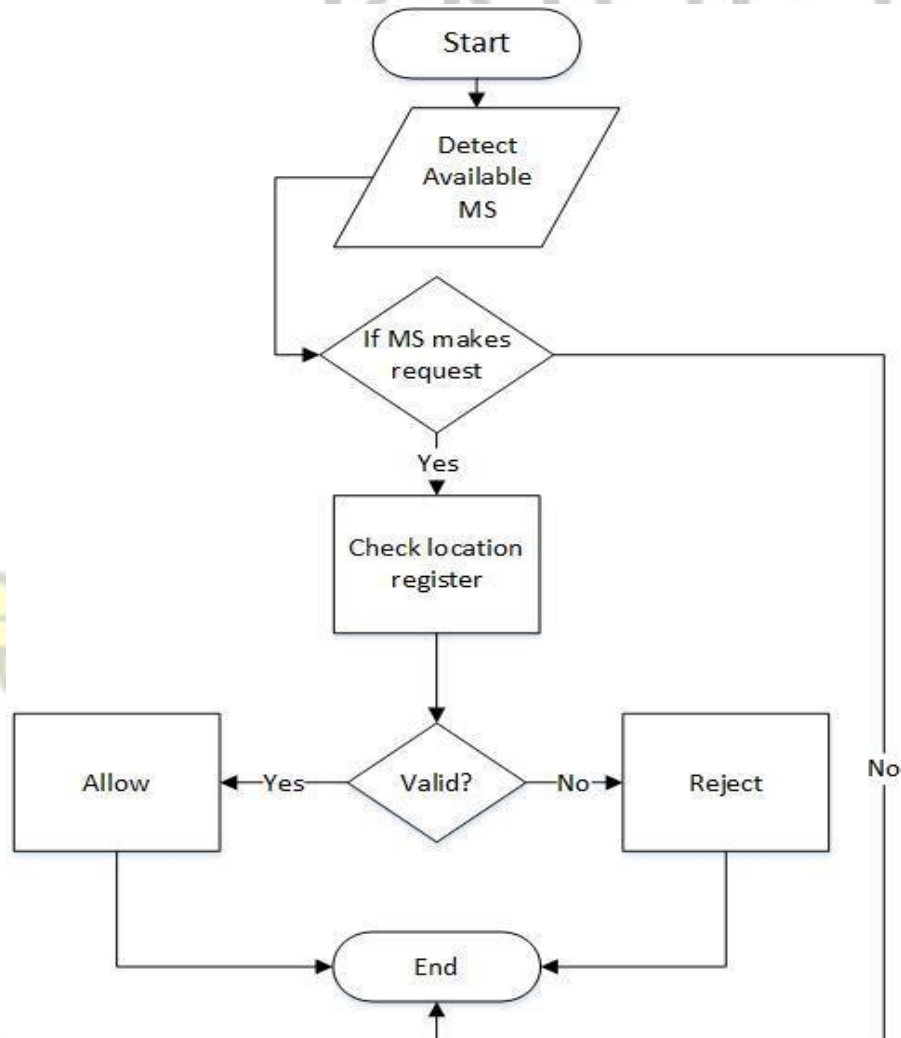 Start
Detect
Available
MS
If MS makes
request
Yes
Check location
register
Allow
Yes
Valid?
No
Reject
No
End